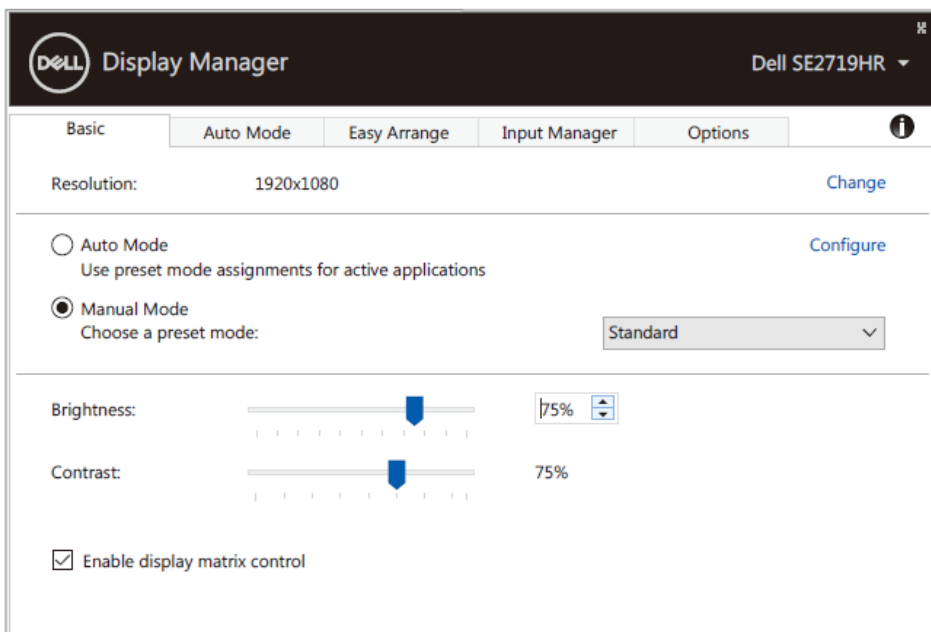 DELL Display Manager Dell SE2719HR
Basic Auto Mode Easy Arrange Input Manager Options i
Resolution: 1920x1080 Change
Auto Mode Configure
Use preset mode assignments for active applications
Manual Mode
Choose a preset mode: Standard
Brightness: 75%
Contrast: 75%
Enable display matrix control